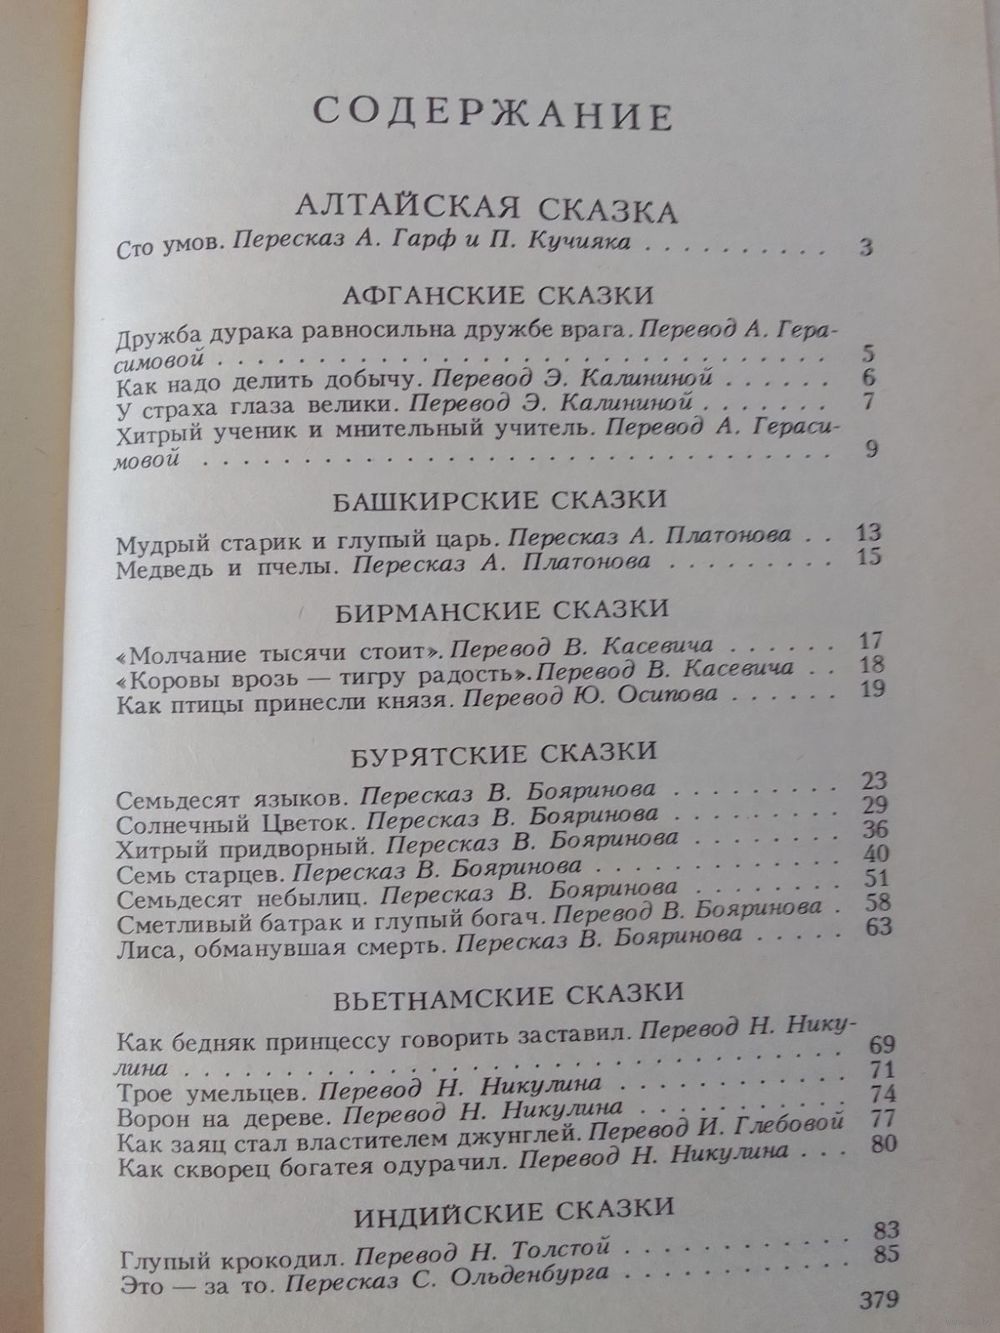 СОДЕРЖАНИЕ
АЛТАЙСКАЯ СКАЗКА
Сто умов. Пересказ А. Гарф и П. Кучияка . . . . . . . . . . 3
АФГАНСКИЕ СКАЗКИ
Дружба дурака равносильна дружбе врага. Перевод А. Гера-
симовой . . . . . . . . . . . . . . . . . . . . . . . . . . . . . 5
Как надо делить добычу. Перевод Э. Калининой . . . . . . 6
У страха глаза велики. Перевод Э. Калининой . . . . . . . 7
Хитрый ученик и мнительный учитель. Перевод А. Гераси-
мовой . . . . . . . . . . . . . . . . . . . . . . . . . . . . . 9
БАШКИРСКИЕ СКАЗКИ
Мудрый старик и глупый царь. Пересказ А. Платонова . . 13
Медведь и пчелы. Пересказ А. Платонова . . . . . . . . . 15
БИРМАНСКИЕ СКАЗКИ
«Молчание тысячи стоит». Перевод В. Касевича . . . . . . 17
«Коровы врозь — тигру радость». Перевод В. Касевича . . 18
Как птицы принесли князя. Перевод Ю. Осипова . . . . . . 19
БУРЯТСКИЕ СКАЗКИ
Семьдесят языков. Пересказ В. Бояринова . . . . . . . . . 23
Солнечный Цветок. Пересказ В. Бояринова . . . . . . . . . 29
Хитрый придворный. Пересказ В. Бояринова . . . . . . . . 36
Семь старцев. Пересказ В. Бояринова . . . . . . . . . . . 40
Семьдесят небылиц. Пересказ В. Бояринова . . . . . . . . 51
Сметливый батрак и глупый богач. Перевод В. Бояринова . 58
Лиса, обманувшая смерть. Пересказ В. Бояринова . . . . . 63
ВЬЕТНАМСКИЕ СКАЗКИ
Как бедняк принцессу говорить заставил. Перевод Н. Нику-
лина . . . . . . . . . . . . . . . . . . . . . . . . . . . . . 69
Трое умельцев. Перевод Н. Никулина . . . . . . . . . . . 71
Ворон на дереве. Перевод Н. Никулина . . . . . . . . . . 74
Как заяц стал властителем джунглей. Перевод И. Глебовой 77
Как скворец богатея одурачил. Перевод Н. Никулина . . . 80
ИНДИЙСКИЕ СКАЗКИ
Глупый крокодил. Перевод Н. Толстой . . . . . . . . . . . 83
Это — за то. Пересказ С. Ольденбурга . . . . . . . . . . . 85
379